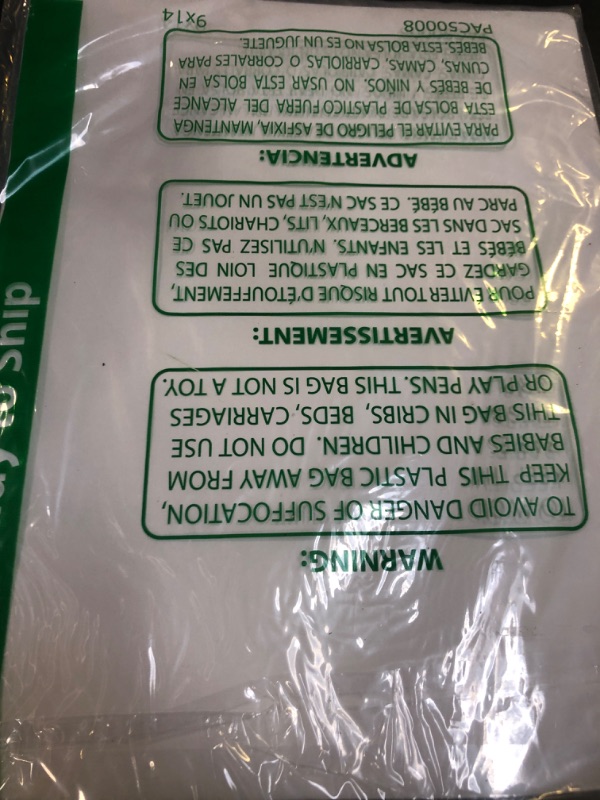 WARNING:
TO AVOID DANGER OF SUFFOCATION,
KEEP THIS PLASTIC BAG AWAY FROM
BABIES AND CHILDREN. DO NOT USE
THIS BAG IN CRIBS, BEDS, CARRIAGES
OR PLAY PENS. THIS BAG IS NOT A TOY.
AVERTISSEMENT:
POUR ÉVITER TOUT RISQUE D'ÉTOUFFEMENT,
GARDEZ CE SAC EN PLASTIQUE LOIN DES
BÉBÉS ET LES ENFANTS. N'UTILISEZ PAS CE
SAC DANS LES BERCEAUX, LITS, CHARIOTS OU
PARC AU BÉBÉ. CE SAC N'EST PAS UN JOUET.
ADVERTENCIA:
PARA EVITAR EL PELIGRO DE ASFIXIA, MANTENGA
ESTA BOLSA DE PLASTICO FUERA DEL ALCANCE
DE BEBES Y NINOS. NO USAR ESTA BOLSA EN
CUNAS, CAMAS, CARRIOLAS O CORRALES PARA
BEBES. ESTA BOLSA NO ES UN JUGUETE.
PAC50008 9x14
Ship